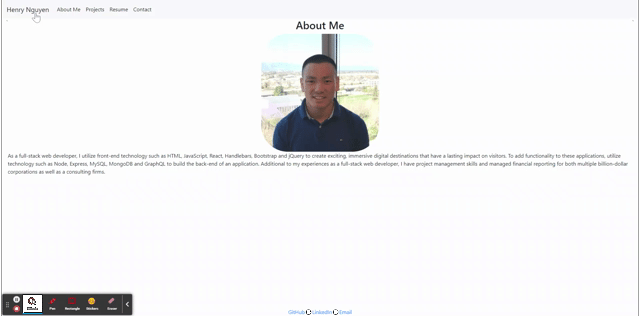 Henry Nguyen About Me Projects Resume Contact
About Me
As a full-stack web developer, I utilize front-end technology such as HTML, JavaScript, React, Handlebars, Bootstrap and jQuery to create exciting, immersive digital destinations that have a lasting impact on visitors. To add functionality to these applications, utilize
technology such as Node, Express, MySQL, MongoDB and GraphQL to build the back-end of an application. Additional to my experiences as a full-stack web developer, I have project management skills and managed financial reporting for both multiple billion-dollar
corporations as well as a consulting firms.
Pen Rectangle Stickers Eraser
GitHub LinkedIn Email